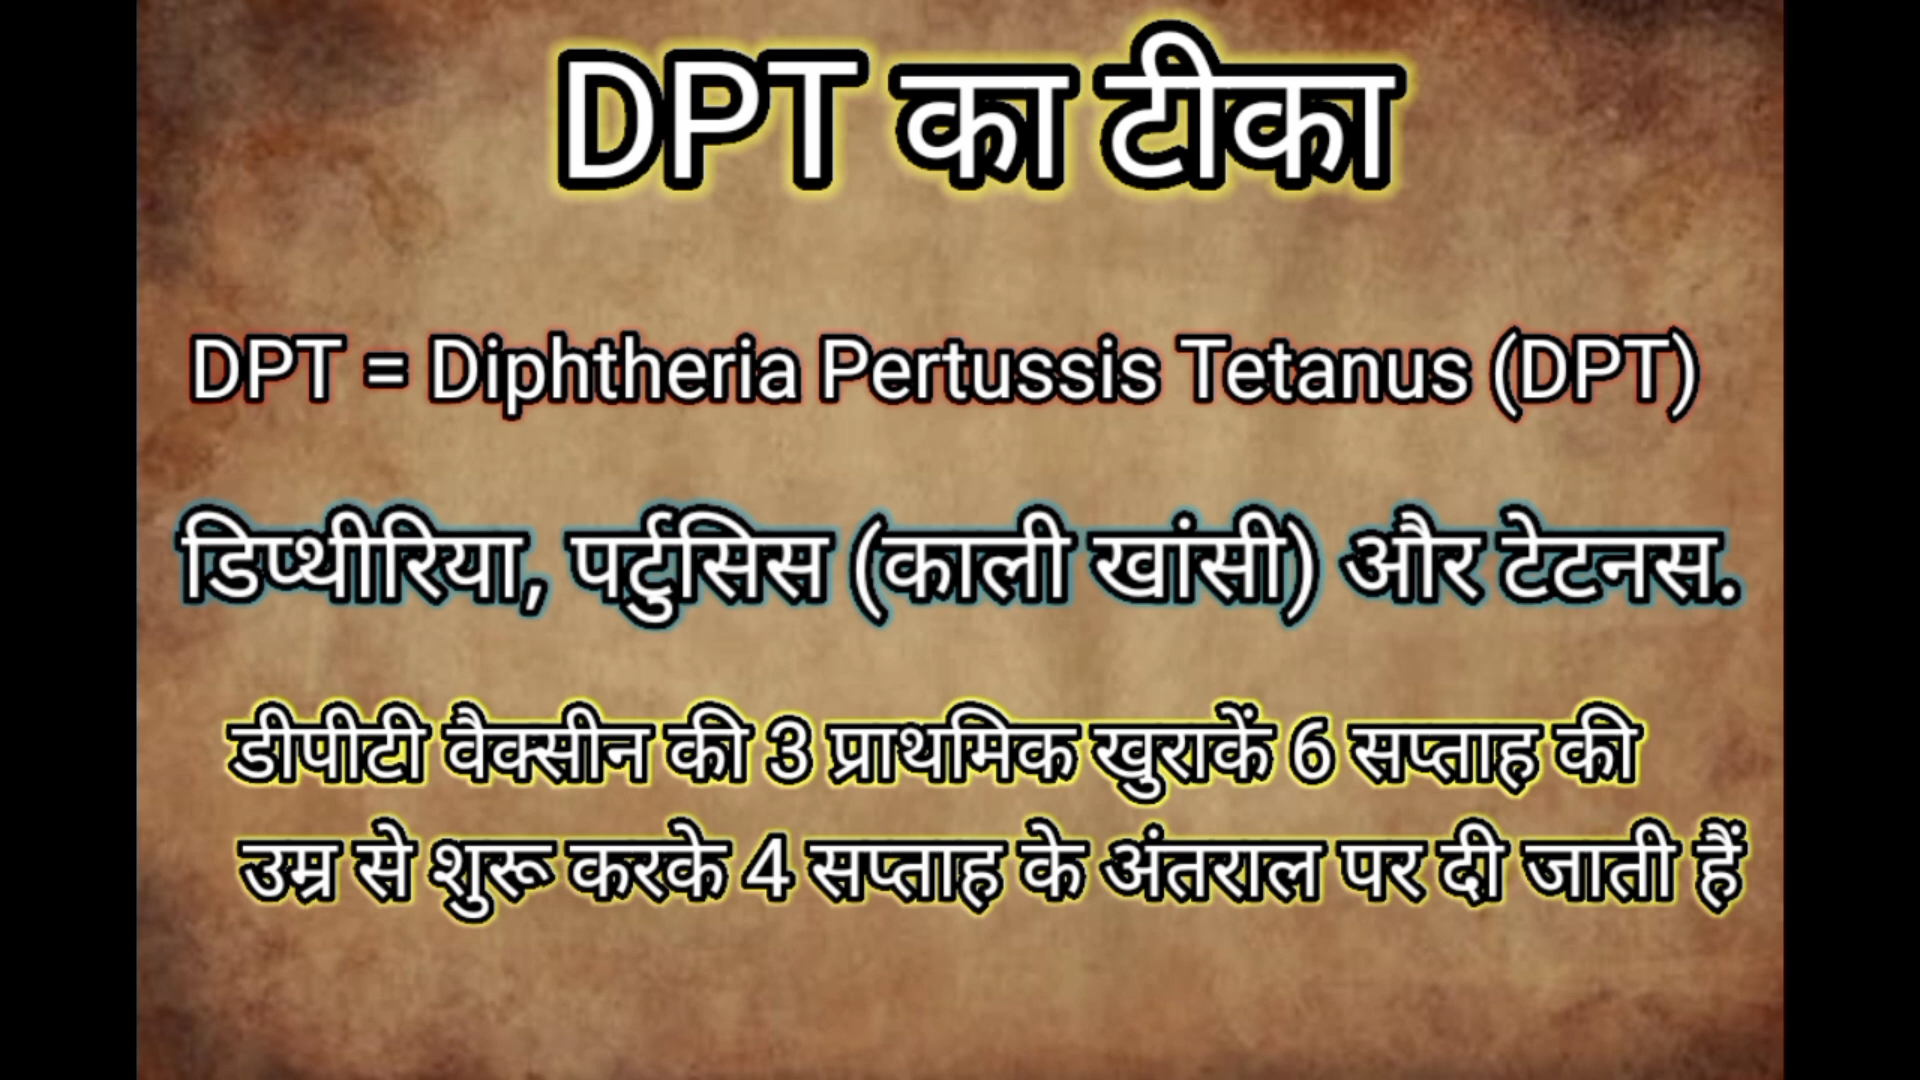 DPT का टीका
DPT = Diphtheria Pertussis Tetanus (DPT)
डिप्थीरिया, पर्टुसिस (काली खांसी) और टेटनस.
डीपीटी वैक्सीन की 3 प्राथमिक खुराकें 6 सप्ताह की
उम्र से शुरू करके 4 सप्ताह के अंतराल पर दी जाती हैं